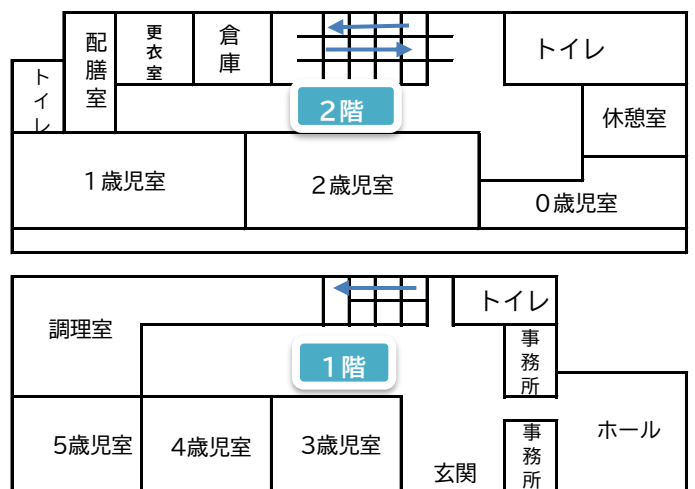 配膳室
更衣室
倉庫
トイレ
トイレ
2階
休憩室
1歳児室
2歳児室
0歳児室
トイレ
調理室
事務所
1階
ホール
5歳児室
4歳児室
3歳児室
事務所
玄関